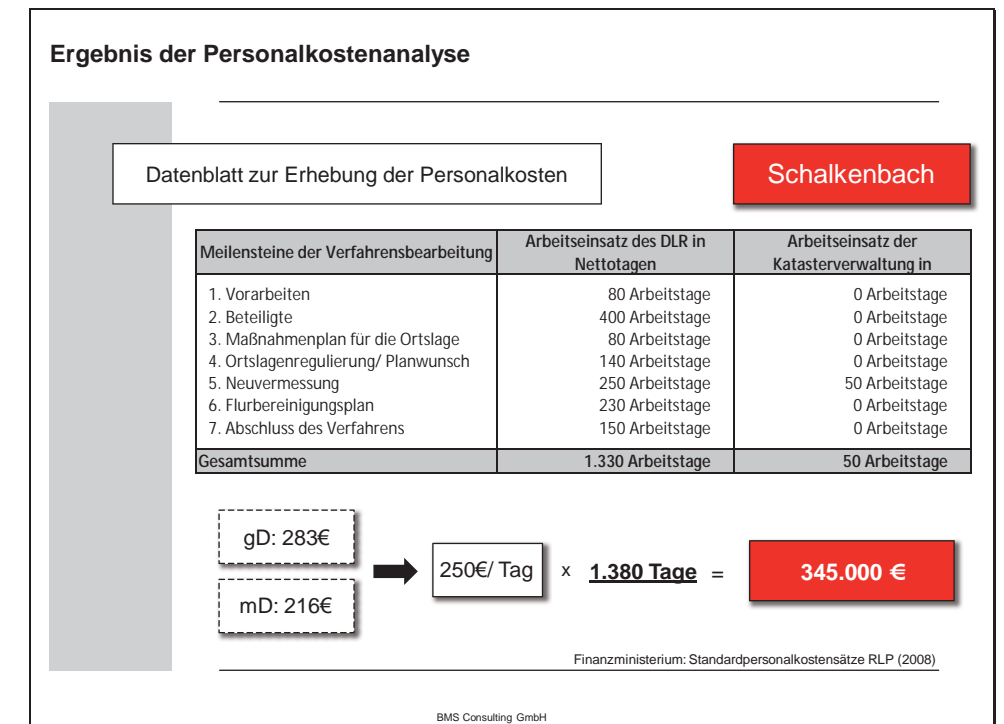 Ergebnis der Personalkostenanalyse
Datenblatt zur Erhebung der Personalkosten
Schalkenbach
Meilensteine der Verfahrensbearbeitung Arbeitseinsatz des DLR in Nettotagen Arbeitseinsatz der Katasterverwaltung in
1. Vorarbeiten 80 Arbeitstage 0 Arbeitstage
2. Beteiligte 400 Arbeitstage 0 Arbeitstage
3. Maßnahmenplan für die Ortslage 80 Arbeitstage 0 Arbeitstage
4. Ortslagenregulierung/ Planwunsch 140 Arbeitstage 0 Arbeitstage
5. Neuvermessung 250 Arbeitstage 50 Arbeitstage
6. Flurbereinigungsplan 230 Arbeitstage 0 Arbeitstage
7. Abschluss des Verfahrens 150 Arbeitstage 0 Arbeitstage
Gesamtsumme 1.330 Arbeitstage 50 Arbeitstage
gD: 283€
mD: 216€
250€/ Tag x 1.380 Tage = 345.000 €
Finanzministerium: Standardpersonalkostensätze RLP (2008)
BMS Consulting GmbH